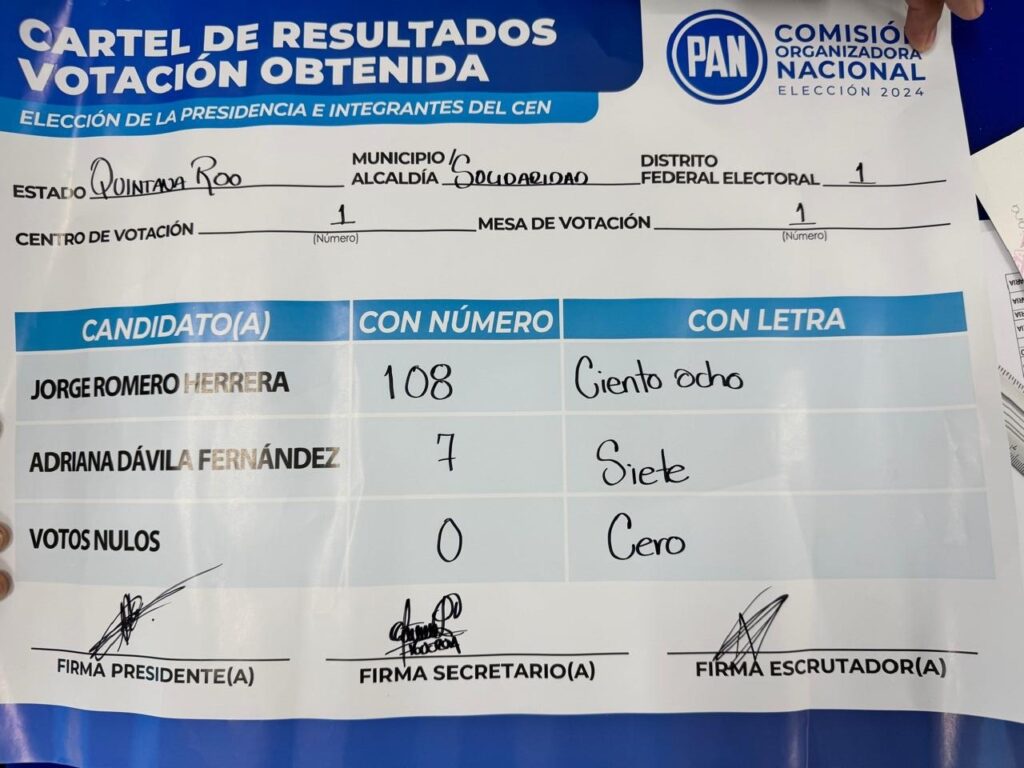 CARTEL DE RESULTADOS
VOTACIÓN OBTENIDA
ELECCIÓN DE LA PRESIDENCIA E INTEGRANTES DEL CEN
PAN
COMISIÓN
ORGANIZADORA
NACIONAL
ELECCIÓN 2024
ESTADO QUINTANA ROO
MUNICIPIO/
ALCALDÍA SOLIDARIDAD
DISTRITO
FEDERAL ELECTORAL 1
CENTRO DE VOTACIÓN 1
(Número)
MESA DE VOTACIÓN 1
(Número)
CANDIDATO(A) CON NÚMERO CON LETRA
JORGE ROMERO HERRERA 108 Ciento ocho
ADRIANA DÁVILA FERNÁNDEZ 7 Siete
VOTOS NULOS 0 Cero
FIRMA PRESIDENTE(A) FIRMA SECRETARIO(A) FIRMA ESCRUTADOR(A)